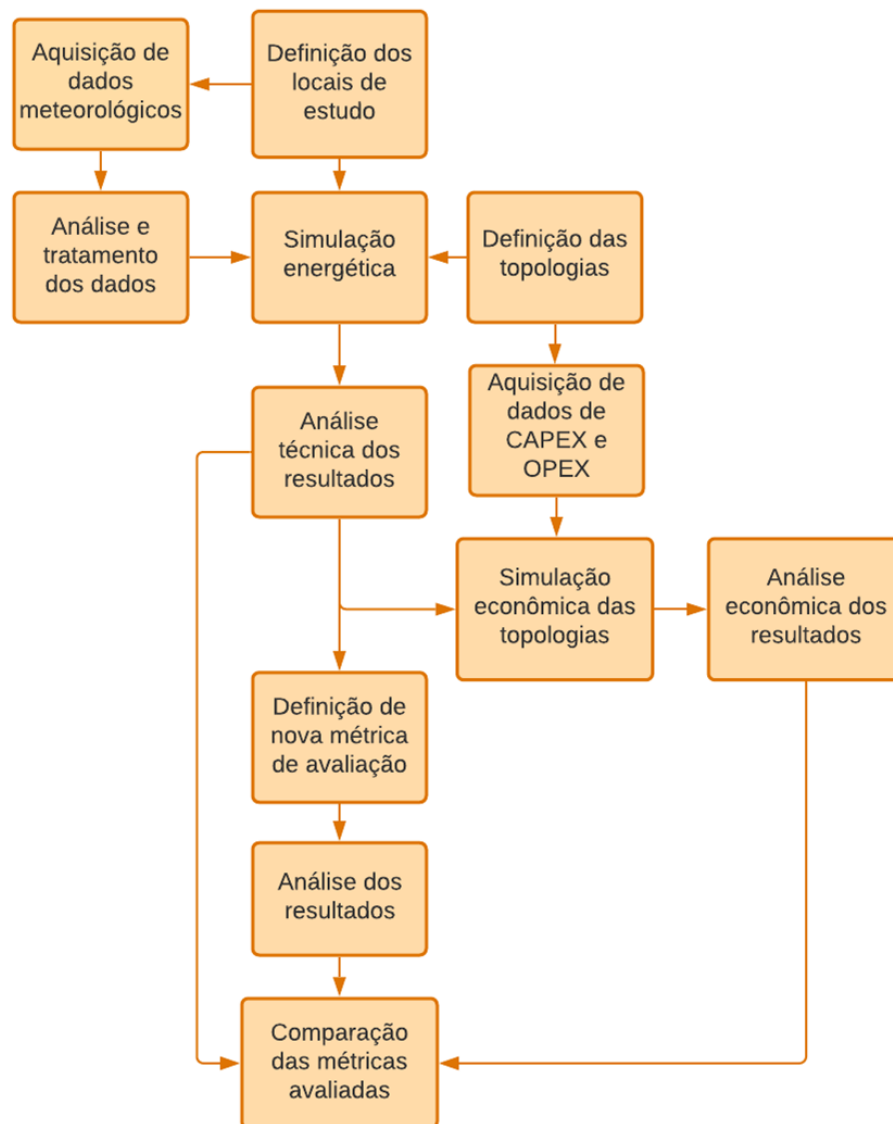 Aquisição de
dados
meteorológicos
Definição dos
locais de
estudo
Análise e
tratamento
dos dados
Simulação
energética
Definição das
topologias
Análise
técnica dos
resultados
Aquisição de
dados de
CAPEX e
OPEX
Simulação
econômica das
topologias
Análise
econômica dos
resultados
Definição de
nova métrica
de avaliação
Análise dos
resultados
Comparação
das métricas
avaliadas